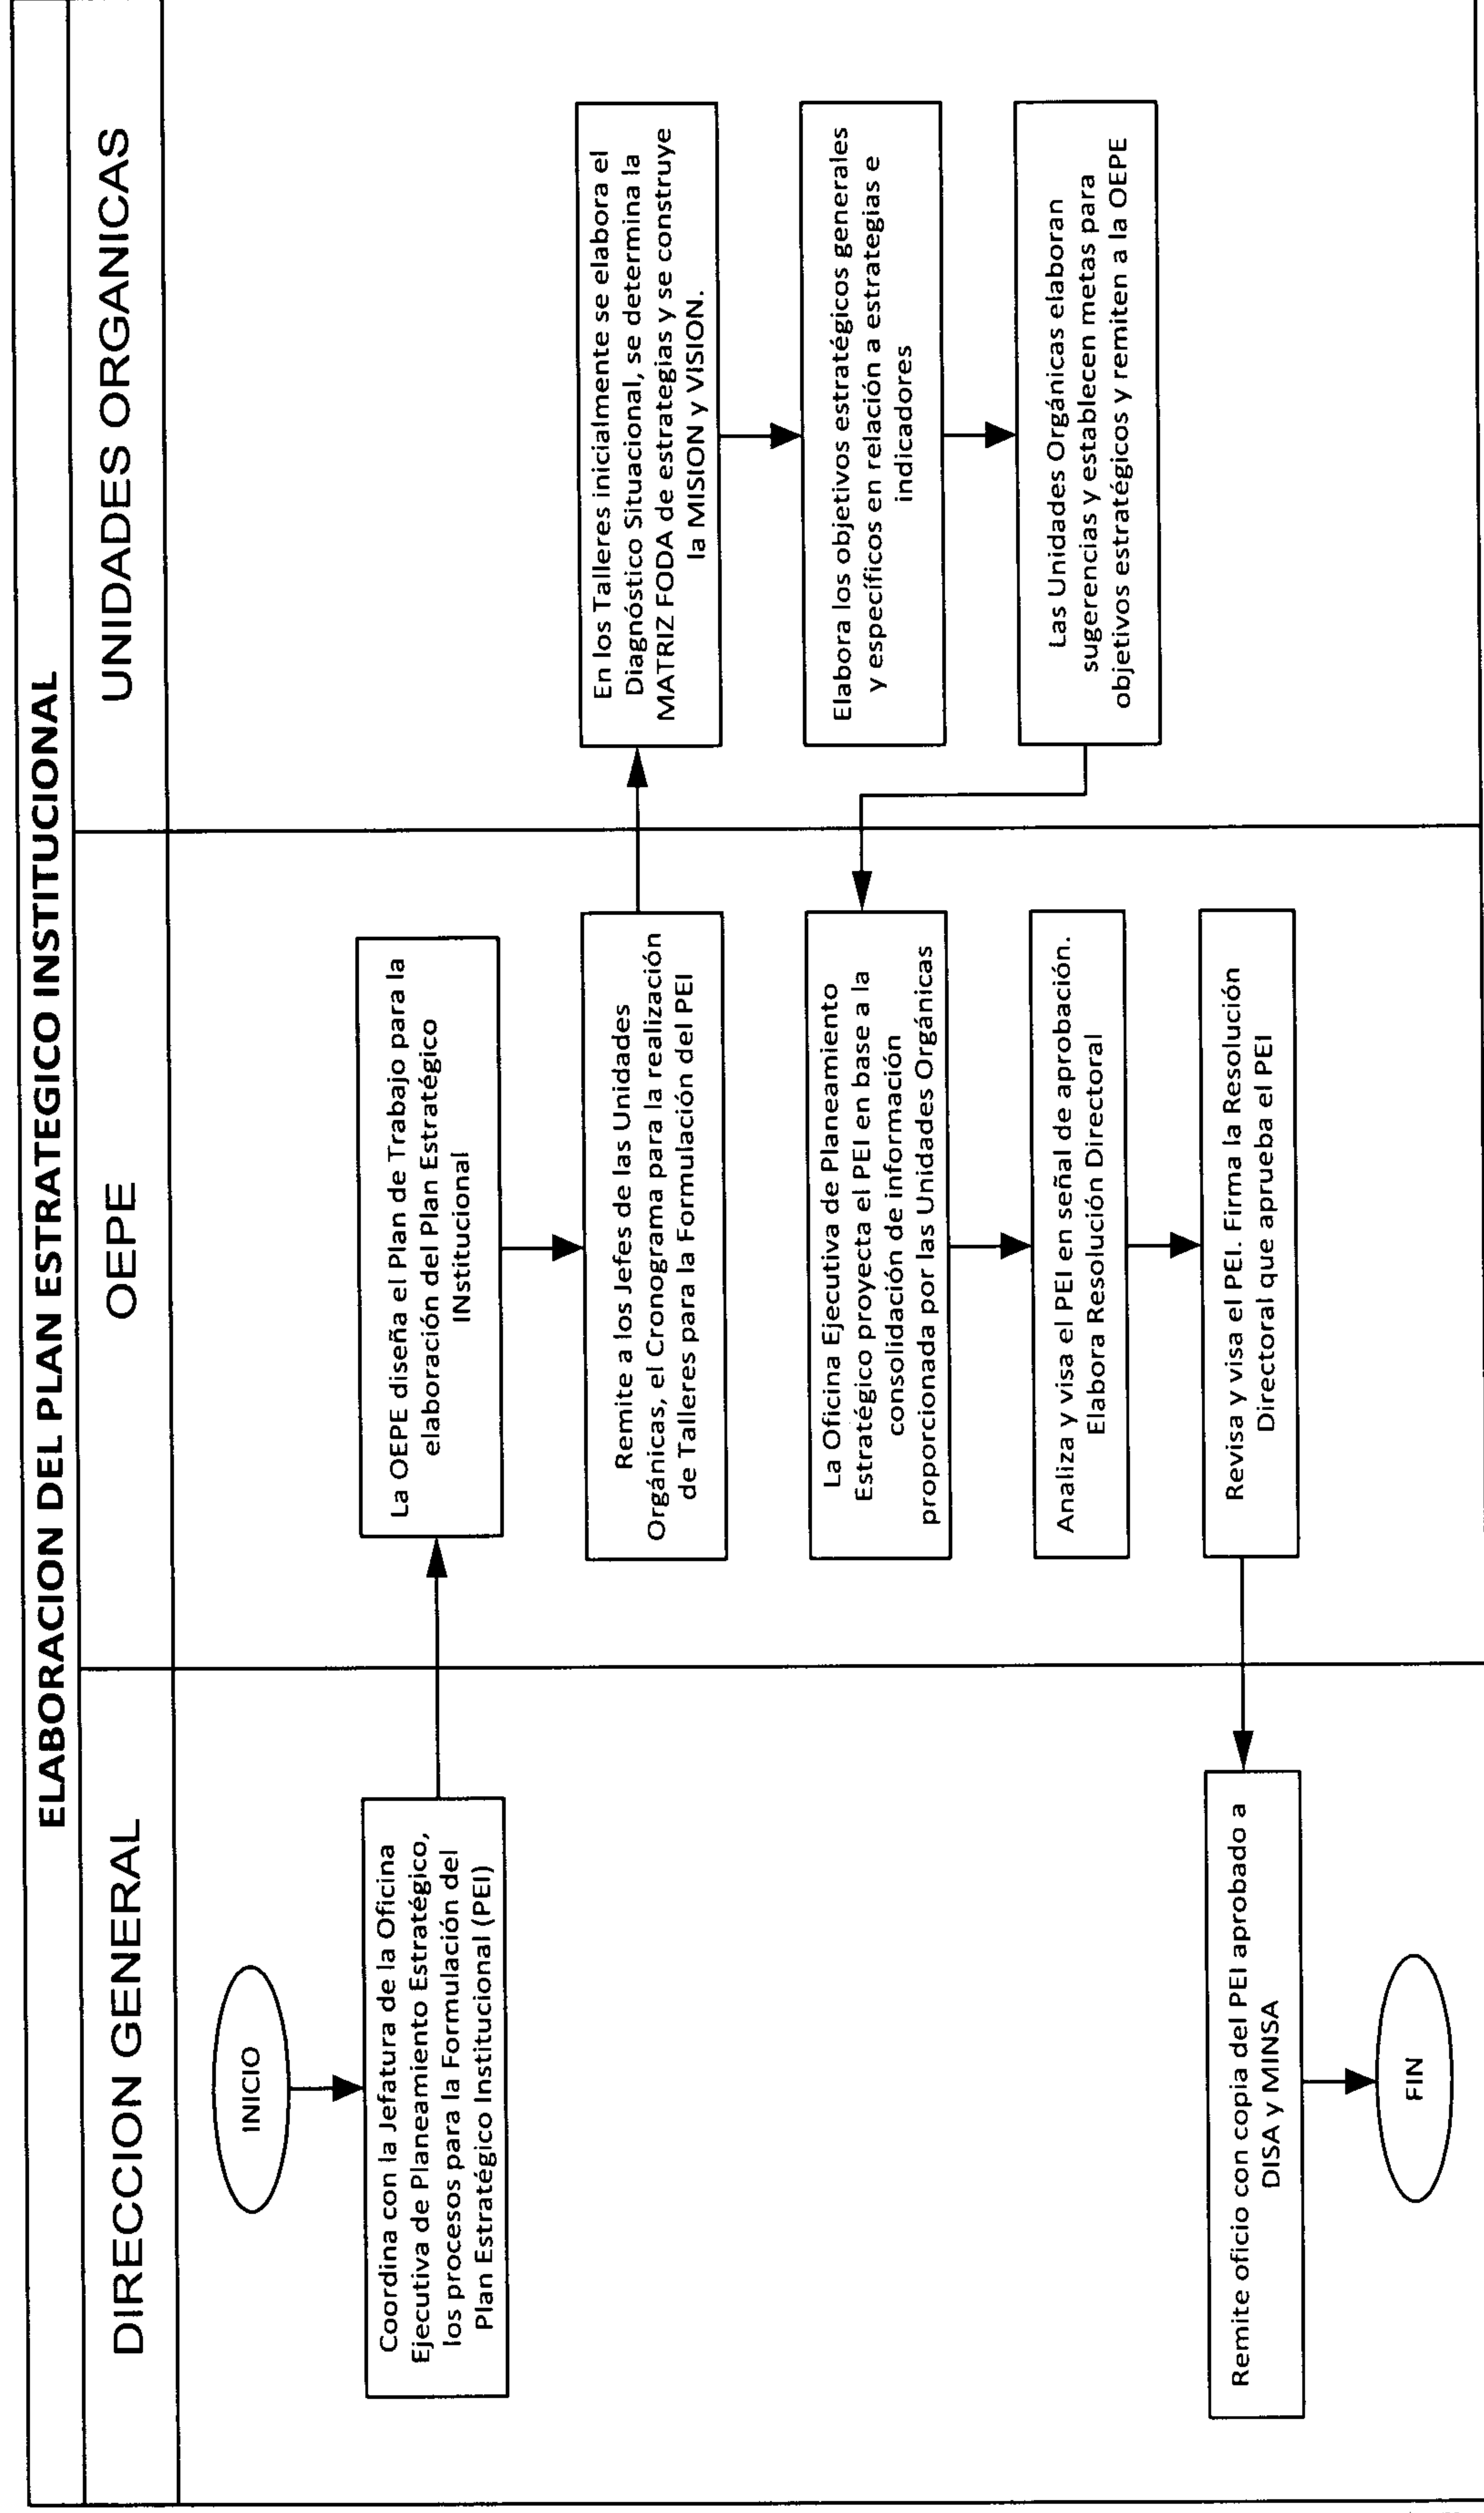 ELABORACION DEL PLAN ESTRATEGICO INSTITUCIONAL
DIRECCION GENERAL
OEPE
UNIDADES ORGANICAS
INICIO
Coordina con la Jefatura de la Oficina
Ejecutiva de Planeamiento Estratégico,
los procesos para la Formulación del
Plan Estratégico Institucional (PEI)
La OEPE diseña el Plan de Trabajo para la
elaboración del Plan Estratégico
INstitucional
Remite a los Jefes de las Unidades
Orgánicas, el Cronograma para la realización
de Talleres para la Formulación del PEI
En los Talleres inicialmente se elabora el
Diagnóstico Situacional, se determina la
MATRIZ FODA de estrategias y se construye
la MISION y VISION.
Elabora los objetivos estratégicos generales
y específicos en relación a estrategias e
indicadores
Las Unidades Orgánicas elaboran
sugerencias y establecen metas para
objetivos estratégicos y remiten a la OEPE
La Oficina Ejecutiva de Planeamiento
Estratégico proyecta el PEI en base a la
consolidación de información
proporcionada por las Unidades Orgánicas
Analiza y visa el PEI en señal de aprobación.
Elabora Resolución Directoral
Revisa y visa el PEI. Firma la Resolución
Directoral que aprueba el PEI
Remite oficio con copia del PEI aprobado a
DISA y MINSA
FIN